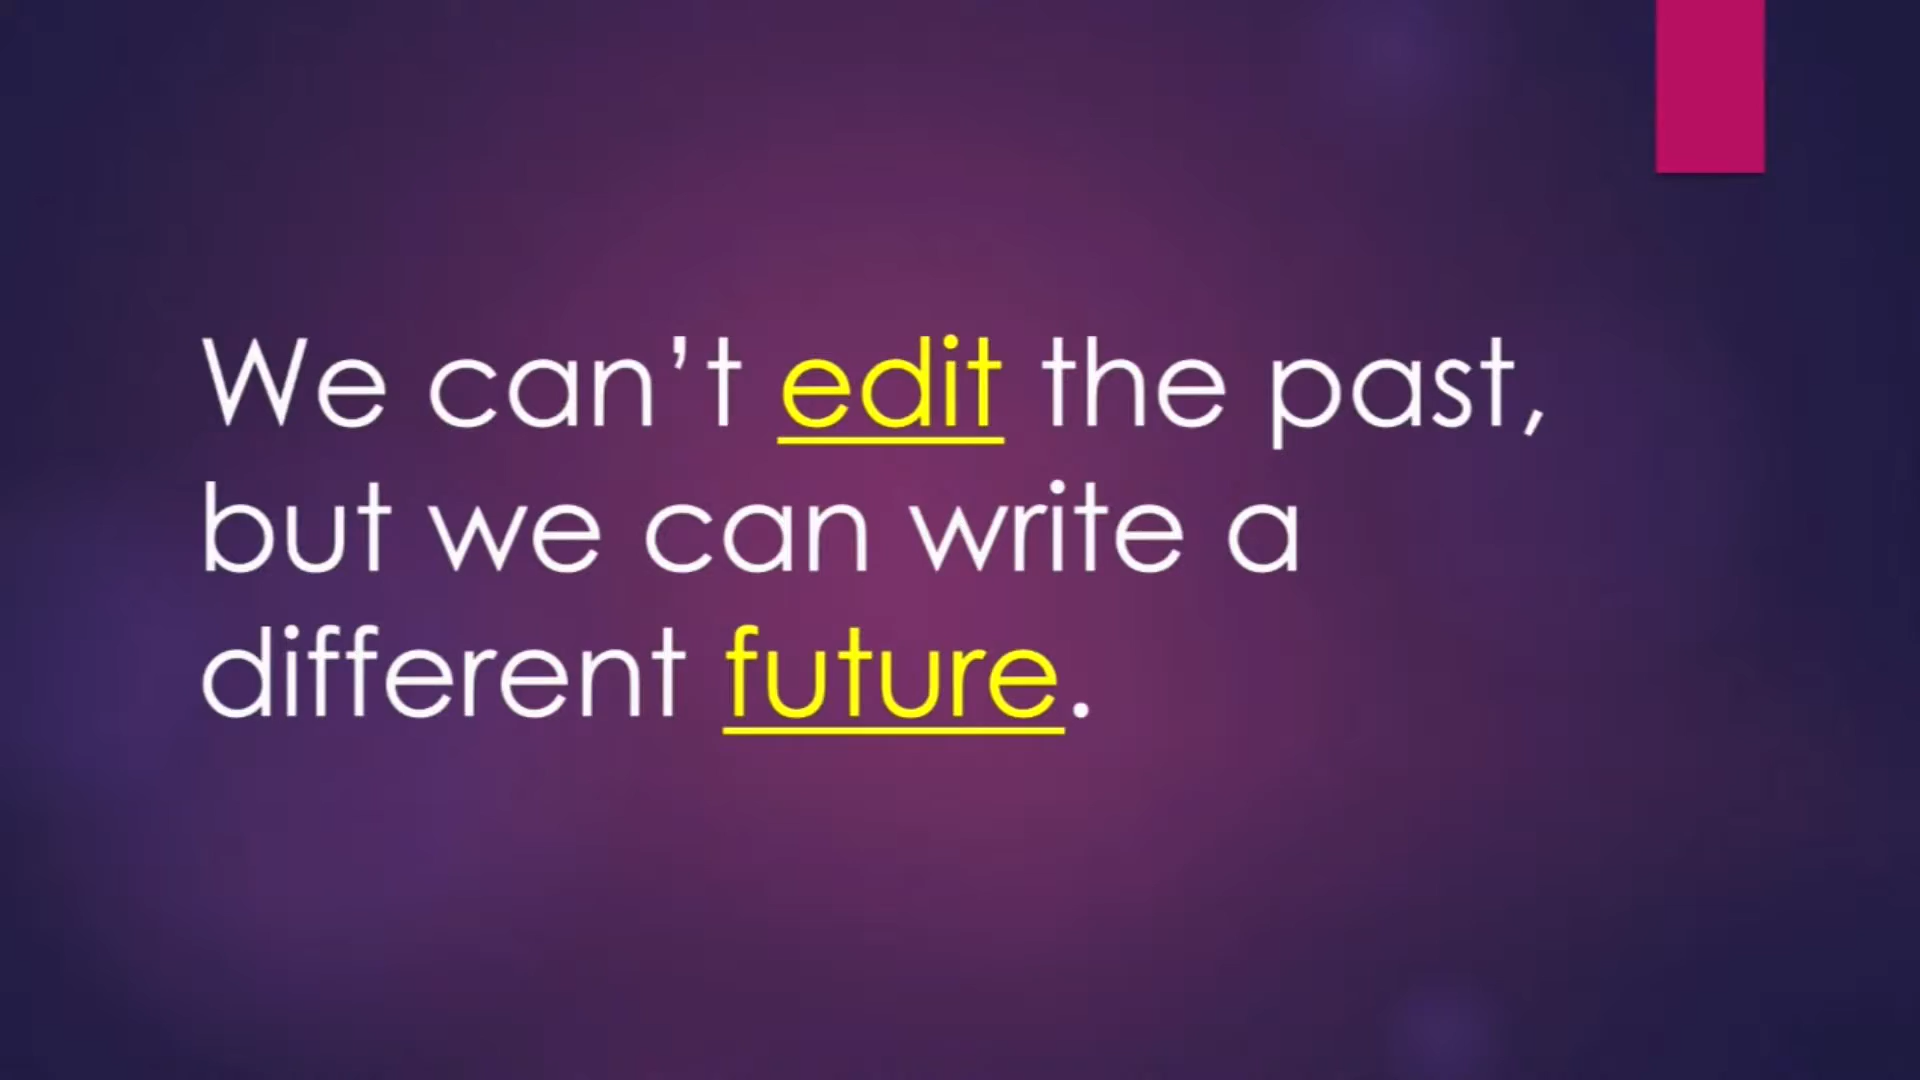 We can’t edit the past,
but we can write a
different future.